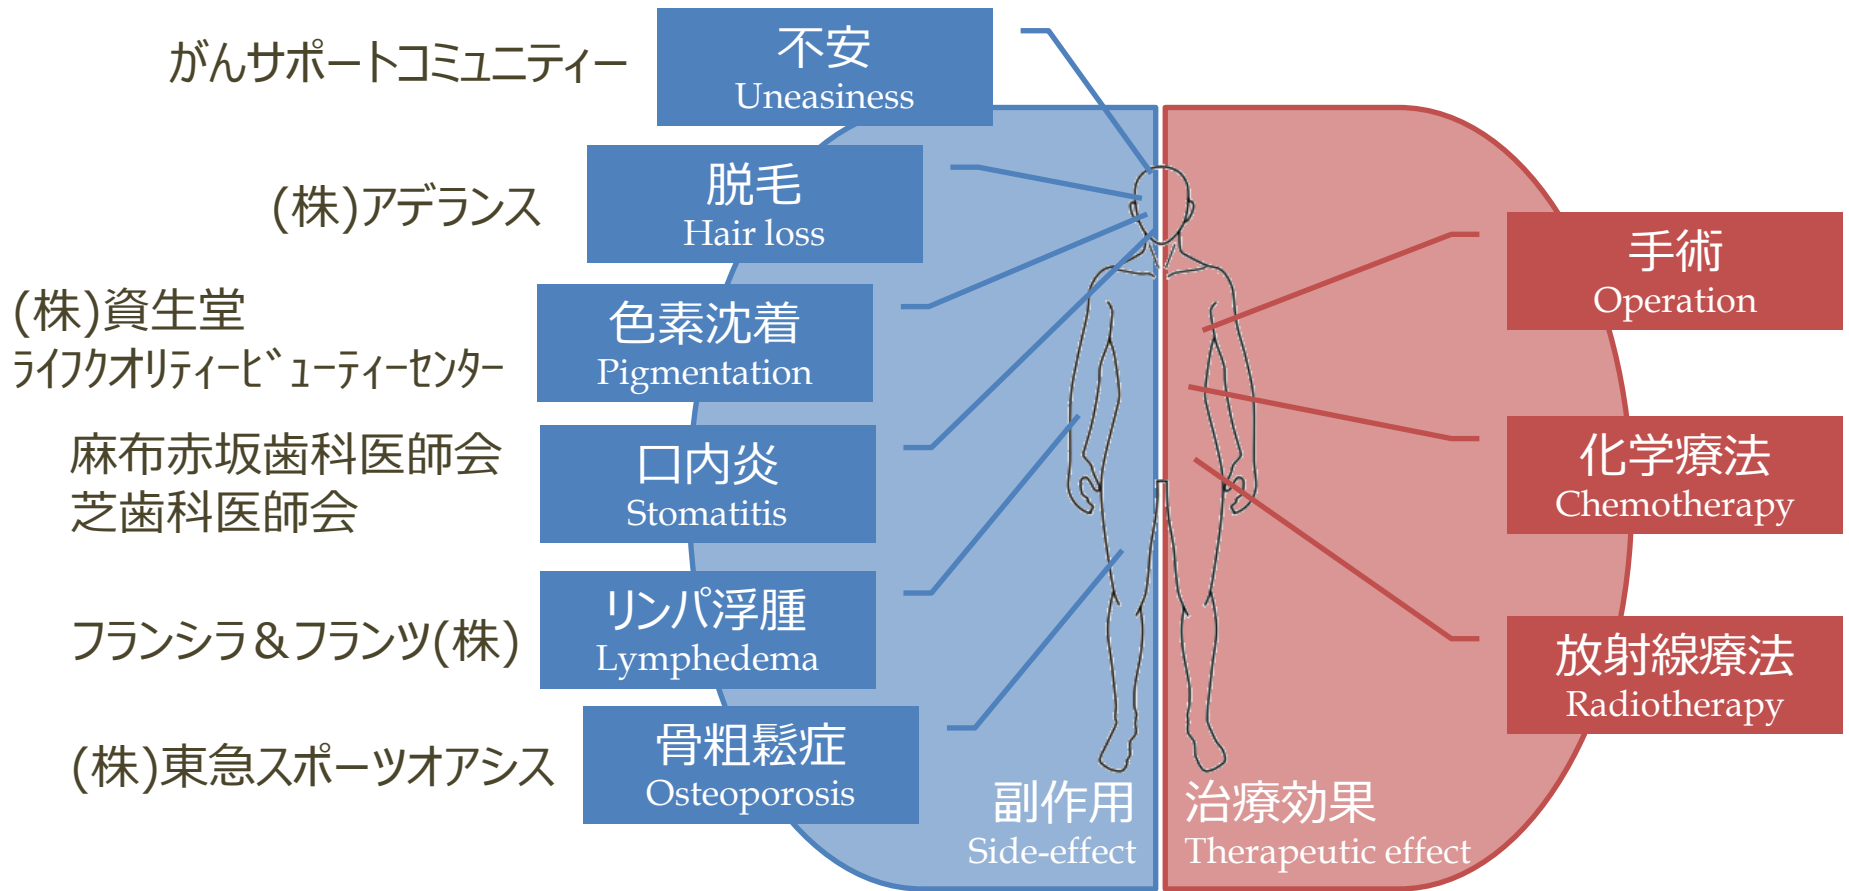 がんサポートコミュニティー
不安
Uneasiness
(株)アデランス
脱毛
Hair loss
(株)資生堂
ライフクオリティービューティーセンター
色素沈着
Pigmentation
麻布赤坂歯科医師会
芝歯科医師会
口内炎
Stomatitis
フランシラ&フランツ(株)
リンパ浮腫
Lymphedema
(株)東急スポーツオアシス
骨粗鬆症
Osteoporosis
副作用
Side-effect
治療効果
Therapeutic effect
手術
Operation
化学療法
Chemotherapy
放射線療法
Radiotherapy